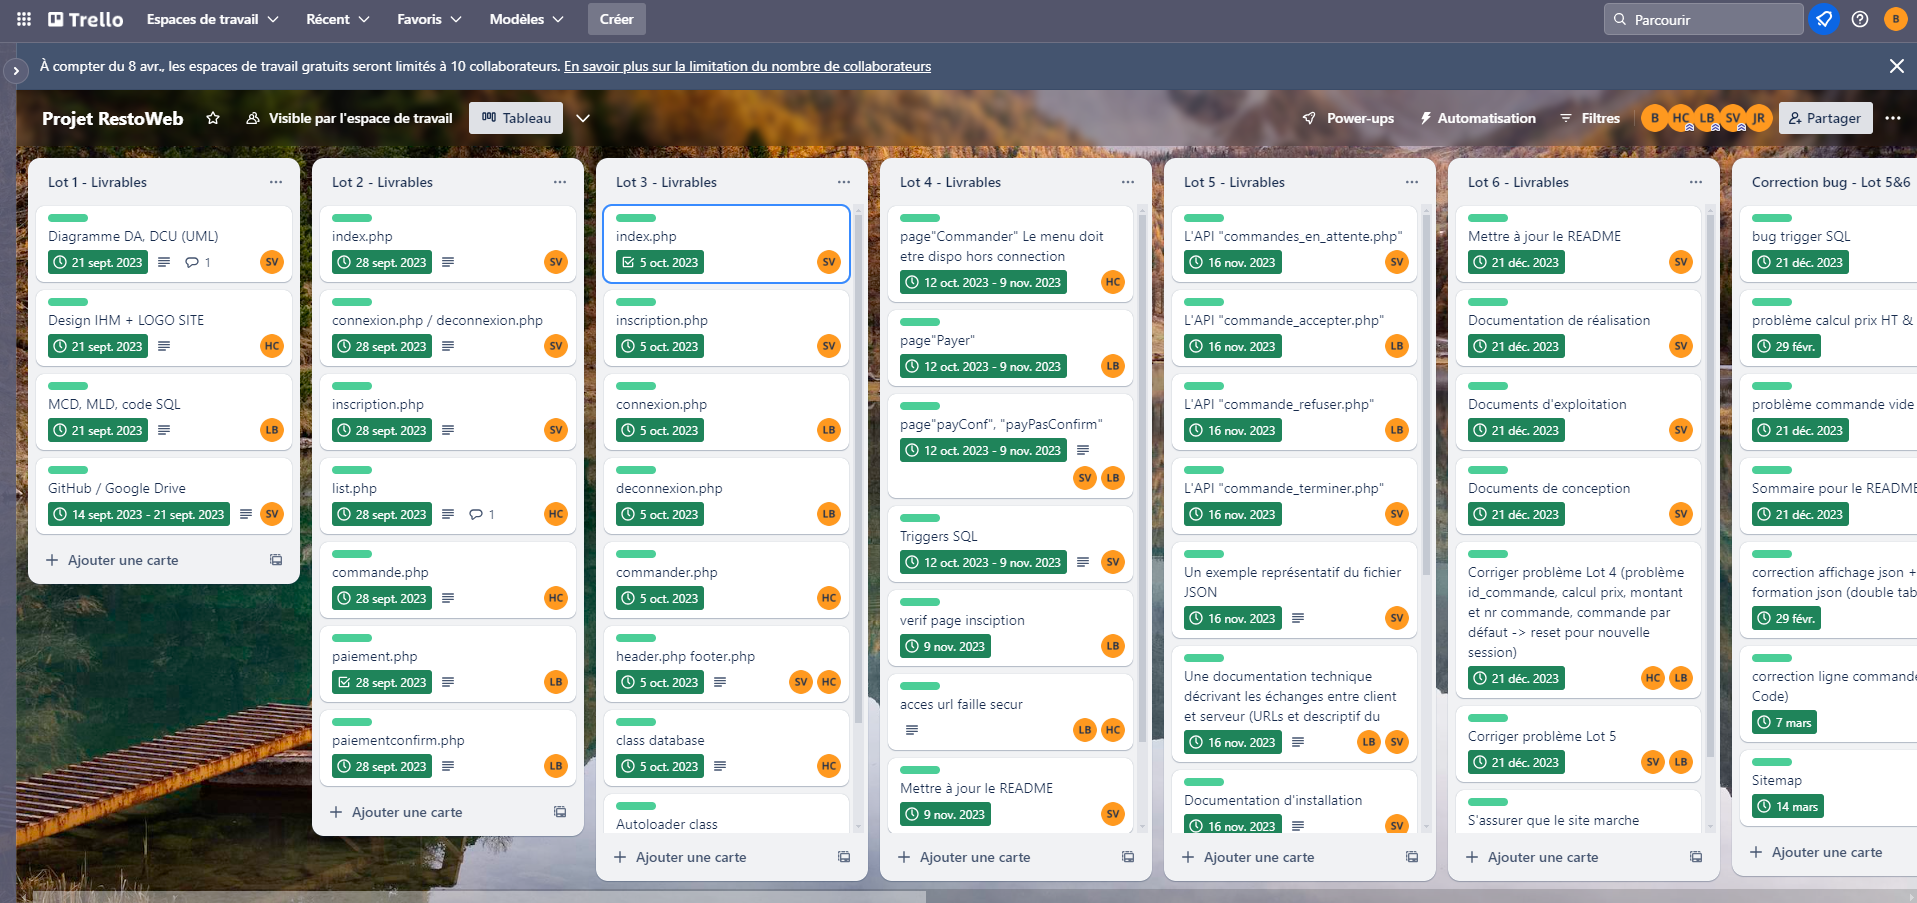 Trello
Espaces de travail
Récent
Favoris
Modèles
Créer
Parcourir
B
À compter du 8 avr., les espaces de travail gratuits seront limités à 10 collaborateurs. En savoir plus sur la limitation du nombre de collaborateurs
Projet RestoWeb
Visible par l'espace de travail
Tableau
Power-ups
Automatisation
Filtres
B HC LB SV JR
Partager
Lot 1 - Livrables
Diagramme DA, DCU (UML)
21 sept. 2023 1 SV
Design IHM + LOGO SITE
21 sept. 2023 HC
MCD, MLD, code SQL
21 sept. 2023 LB
GitHub / Google Drive
14 sept. 2023 - 21 sept. 2023 SV
Ajouter une carte
Lot 2 - Livrables
index.php
28 sept. 2023 SV
connexion.php / deconnexion.php
28 sept. 2023 SV
inscription.php
28 sept. 2023 SV
list.php
28 sept. 2023 1 HC
commande.php
28 sept. 2023 HC
paiement.php
28 sept. 2023 LB
paiementconfirm.php
28 sept. 2023 LB
Ajouter une carte
Lot 3 - Livrables
index.php
5 oct. 2023 SV
inscription.php
5 oct. 2023 SV
connexion.php
5 oct. 2023 LB
deconnexion.php
5 oct. 2023 LB
commander.php
5 oct. 2023 HC
header.php footer.php
5 oct. 2023 SV HC
class database
5 oct. 2023 HC
Autoloader class
Ajouter une carte
Lot 4 - Livrables
page"Commander" Le menu doit
etre dispo hors connection
12 oct. 2023 - 9 nov. 2023 HC
page"Payer"
12 oct. 2023 - 9 nov. 2023 LB
page"payConf", "payPasConfirm"
12 oct. 2023 - 9 nov. 2023
SV LB
Triggers SQL
12 oct. 2023 - 9 nov. 2023 SV
verif page insciption
9 nov. 2023 LB
acces url faille secur
LB HC
Mettre à jour le README
9 nov. 2023 SV
Ajouter une carte
Lot 5 - Livrables
L'API "commandes_en_attente.php"
16 nov. 2023 SV
L'API "commande_accepter.php"
16 nov. 2023 LB
L'API "commande_refuser.php"
16 nov. 2023 LB
L'API "commande_terminer.php"
16 nov. 2023 SV
Un exemple représentatif du fichier
JSON
16 nov. 2023 SV
Une documentation technique
décrivant les échanges entre client
et serveur (URLs et descriptif du
16 nov. 2023 LB SV
Documentation d'installation
16 nov. 2023 SV
Ajouter une carte
Lot 6 - Livrables
Mettre à jour le README
21 déc. 2023 SV
Documentation de réalisation
21 déc. 2023 SV
Documents d'exploitation
21 déc. 2023 SV
Documents de conception
21 déc. 2023 SV
Corriger problème Lot 4 (problème
id_commande, calcul prix, montant
et nr commande, commande par
défaut -> reset pour nouvelle
session)
21 déc. 2023 HC LB
Corriger problème Lot 5
21 déc. 2023 SV LB
S'assurer que le site marche
Ajouter une carte
Correction bug - Lot 5&6
bug trigger SQL
21 déc. 2023
problème calcul prix HT &
29 févr.
problème commande vide
21 déc. 2023
Sommaire pour le README
21 déc. 2023
correction affichage json +
formation json (double tab
29 févr.
correction ligne commande
Code)
7 mars
Sitemap
14 mars
Ajouter une carte